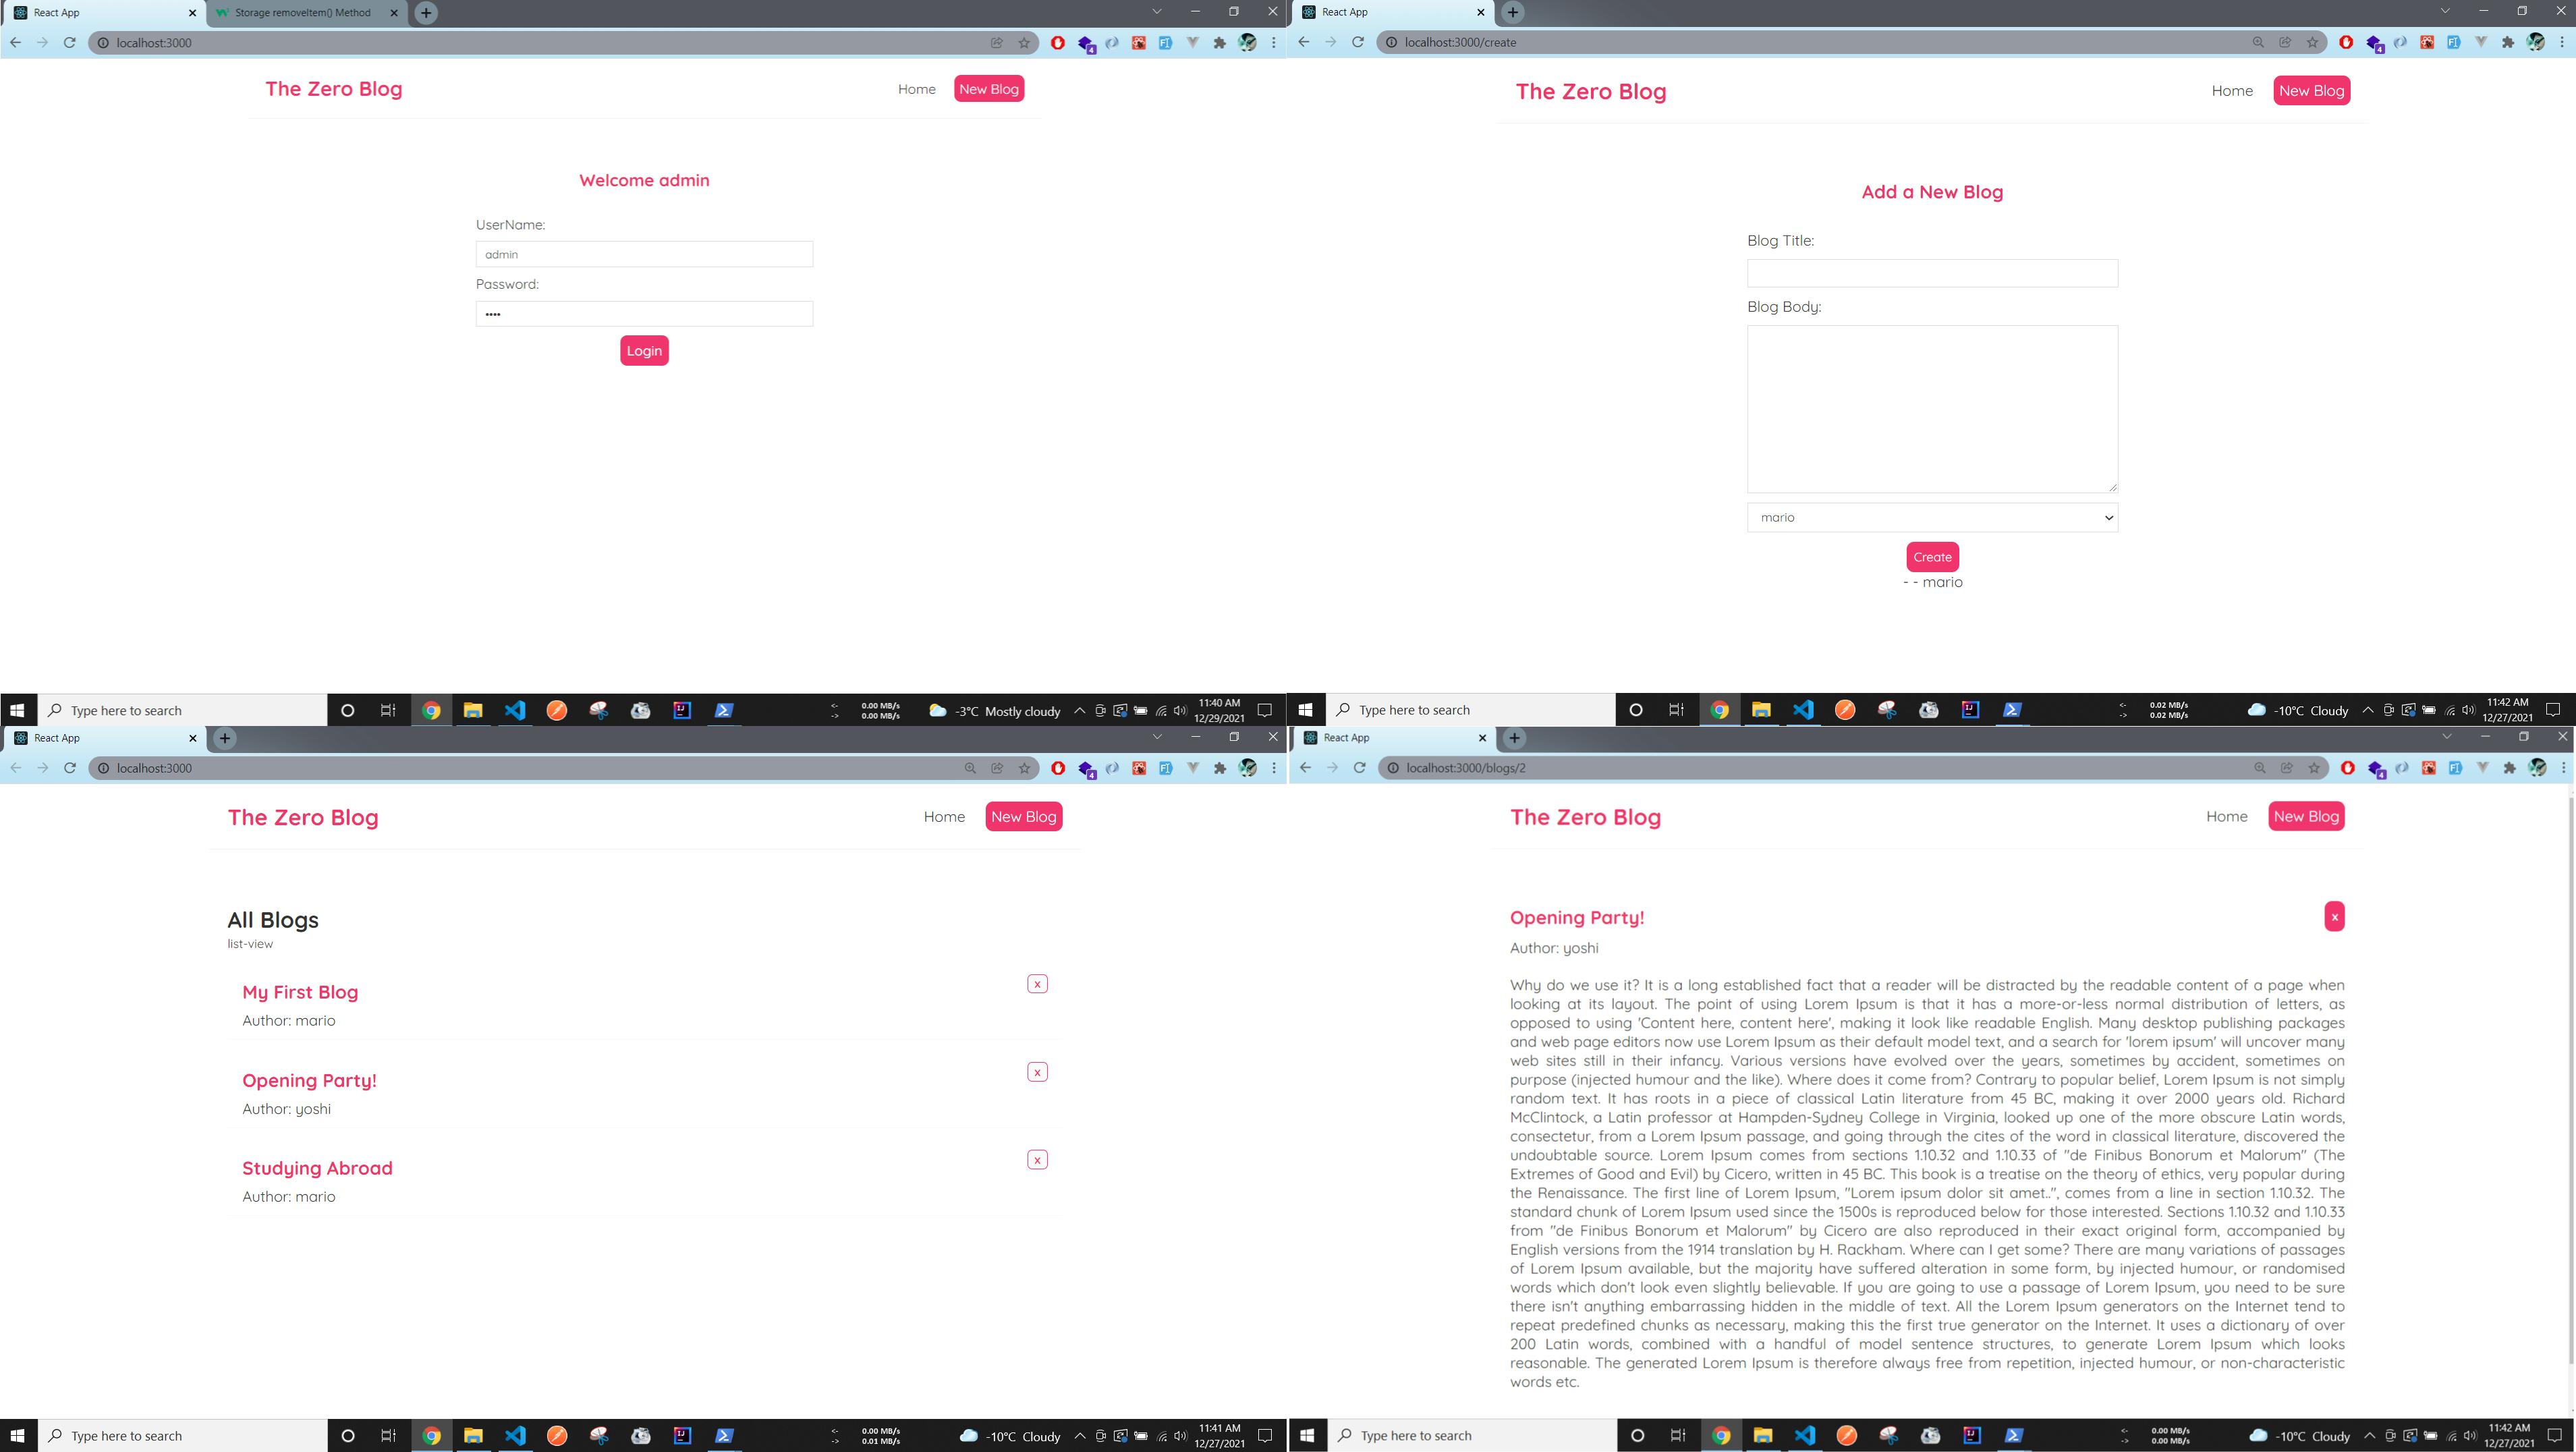 React App
Storage removeItem() Method
localhost:3000
The Zero Blog
Home
New Blog
Welcome admin
UserName:
admin
Password:
••••
Login
Type here to search
0.00 MB/s
0.00 MB/s
-3°C Mostly cloudy
11:40 AM
12/29/2021
React App
localhost:3000/create
The Zero Blog
Home
New Blog
Add a New Blog
Blog Title:
Blog Body:
mario
Create
- - mario
Type here to search
0.02 MB/s
0.02 MB/s
-10°C Cloudy
11:42 AM
12/27/2021
React App
localhost:3000
The Zero Blog
Home
New Blog
All Blogs
list-view
My First Blog
x
Author: mario
Opening Party!
x
Author: yoshi
Studying Abroad
x
Author: mario
Type here to search
0.00 MB/s
0.01 MB/s
-10°C Cloudy
11:41 AM
12/27/2021
React App
localhost:3000/blogs/2
The Zero Blog
Home
New Blog
Opening Party!
x
Author: yoshi
Why do we use it? It is a long established fact that a reader will be distracted by the readable content of a page when
looking at its layout. The point of using Lorem Ipsum is that it has a more-or-less normal distribution of letters, as
opposed to using 'Content here, content here', making it look like readable English. Many desktop publishing packages
and web page editors now use Lorem Ipsum as their default model text, and a search for 'lorem ipsum' will uncover many
web sites still in their infancy. Various versions have evolved over the years, sometimes by accident, sometimes on
purpose (injected humour and the like). Where does it come from? Contrary to popular belief, Lorem Ipsum is not simply
random text. It has roots in a piece of classical Latin literature from 45 BC, making it over 2000 years old. Richard
McClintock, a Latin professor at Hampden-Sydney College in Virginia, looked up one of the more obscure Latin words,
consectetur, from a Lorem Ipsum passage, and going through the cites of the word in classical literature, discovered the
undoubtable source. Lorem Ipsum comes from sections 1.10.32 and 1.10.33 of "de Finibus Bonorum et Malorum" (The
Extremes of Good and Evil) by Cicero, written in 45 BC. This book is a treatise on the theory of ethics, very popular during
the Renaissance. The first line of Lorem Ipsum, "Lorem ipsum dolor sit amet..", comes from a line in section 1.10.32. The
standard chunk of Lorem Ipsum used since the 1500s is reproduced below for those interested. Sections 1.10.32 and 1.10.33
from "de Finibus Bonorum et Malorum" by Cicero are also reproduced in their exact original form, accompanied by
English versions from the 1914 translation by H. Rackham. Where can I get some? There are many variations of passages
of Lorem Ipsum available, but the majority have suffered alteration in some form, by injected humour, or randomised
words which don't look even slightly believable. If you are going to use a passage of Lorem Ipsum, you need to be sure
there isn't anything embarrassing hidden in the middle of text. All the Lorem Ipsum generators on the Internet tend to
repeat predefined chunks as necessary, making this the first true generator on the Internet. It uses a dictionary of over
200 Latin words, combined with a handful of model sentence structures, to generate Lorem Ipsum which looks
reasonable. The generated Lorem Ipsum is therefore always free from repetition, injected humour, or non-characteristic
words etc.
Type here to search
0.00 MB/s
0.00 MB/s
-10°C Cloudy
11:42 AM
12/27/2021